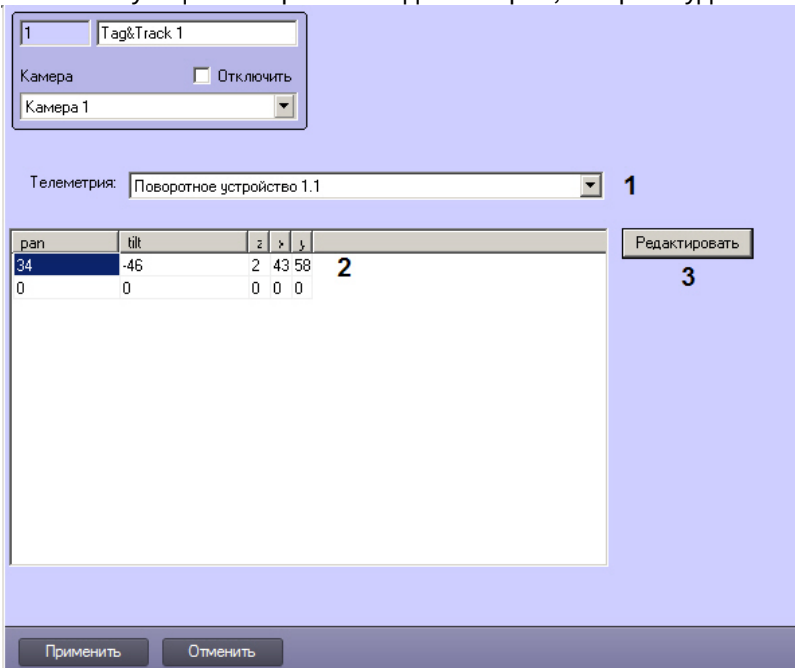 1 Tag&Track 1
Камера Отключить
Камера 1
Телеметрия: Поворотное устройство 1.1 1
pan tilt z x y Редактировать
34 -46 2 43 58 2
3
0 0 0 0 0
Применить Отменить